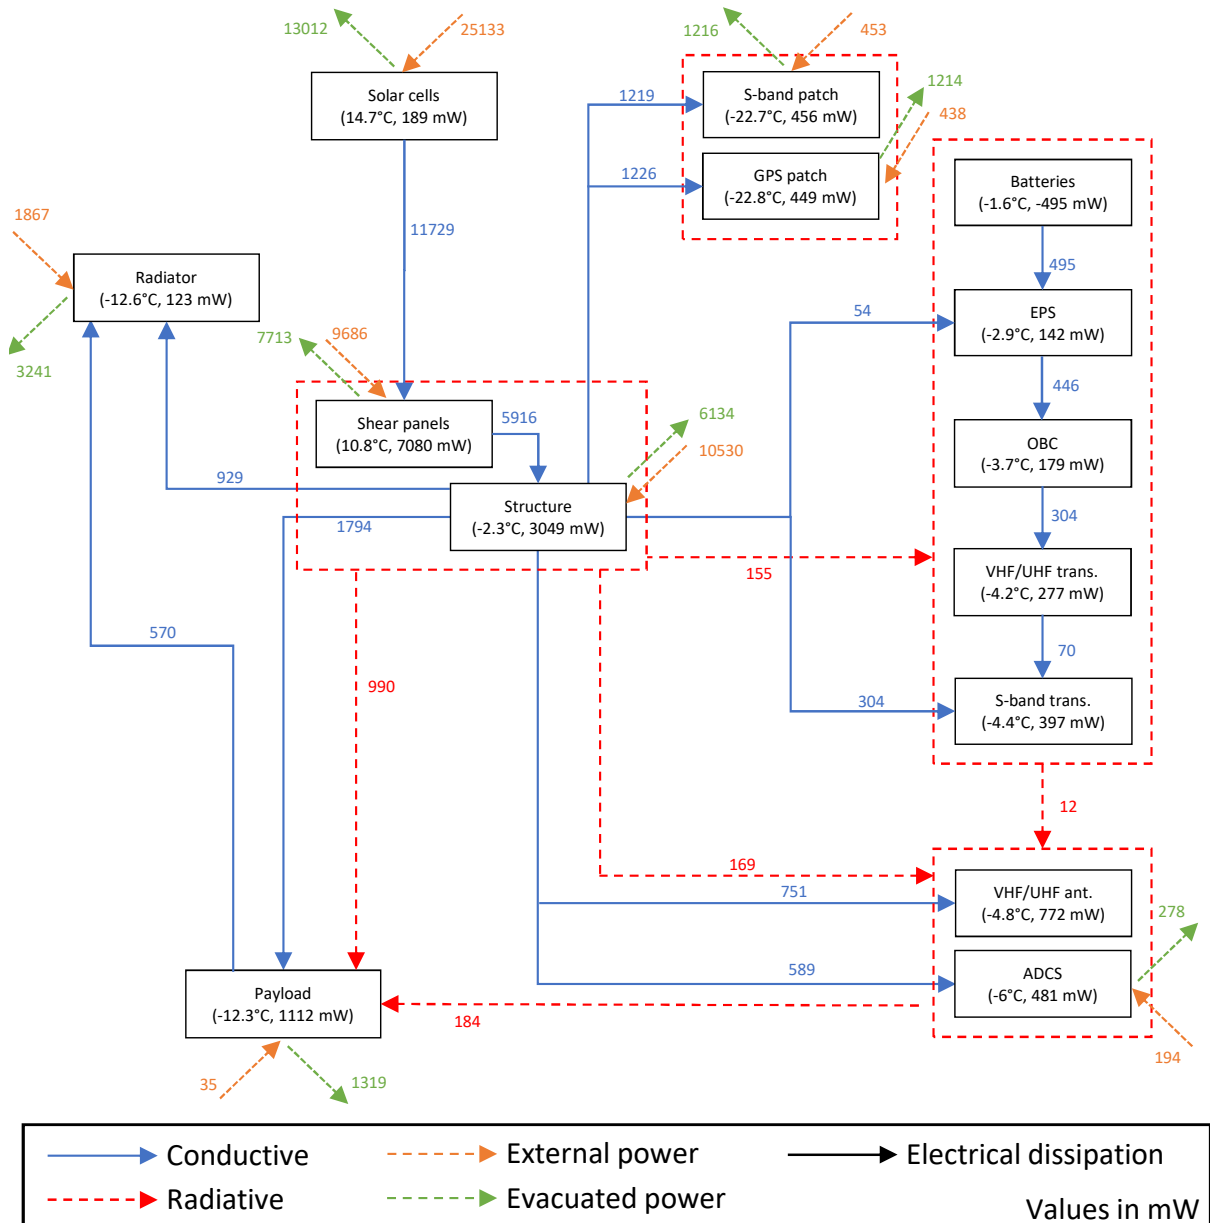 13012
25133
1216
453
Solar cells
(14.7°C, 189 mW)
1219
S-band patch
(-22.7°C, 456 mW)
1214
438
1226
GPS patch
(-22.8°C, 449 mW)
Batteries
(-1.6°C, -495 mW)
1867
11729
495
Radiator
(-12.6°C, 123 mW)
54
EPS
(-2.9°C, 142 mW)
7713
9686
3241
446
5916
6134
Shear panels
(10.8°C, 7080 mW)
10530
OBC
(-3.7°C, 179 mW)
929
Structure
(-2.3°C, 3049 mW)
1794
304
155
VHF/UHF trans.
(-4.2°C, 277 mW)
570
70
990
304
S-band trans.
(-4.4°C, 397 mW)
12
169
751
VHF/UHF ant.
(-4.8°C, 772 mW)
278
589
ADCS
(-6°C, 481 mW)
Payload
(-12.3°C, 1112 mW)
184
194
35
1319
Conductive
External power
Electrical dissipation
Radiative
Evacuated power
Values in mW